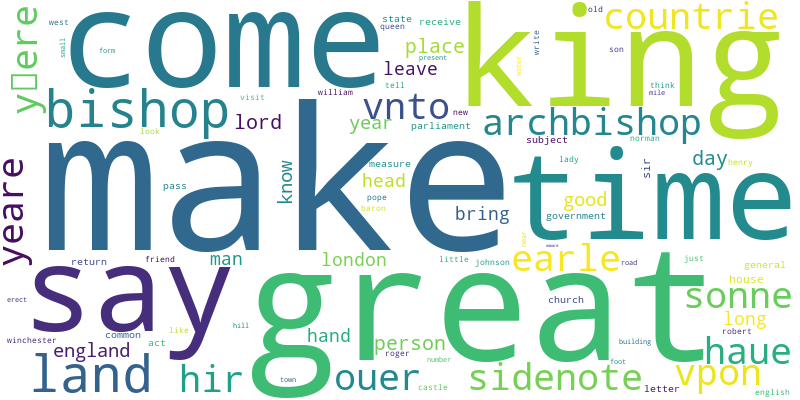 come
king
countrie
west
state
receive
queen
old
small
form
place
write
son
present
water
y▯ere
leave
tell
think
mile
bishop
visit
william
vnto
new
lord
look
year
parliament
archbishop
subject
norman
make
time
great
say
yeare
know
measure
pass
head
pope
baron
lady
sir
day
henry
good
government
bring
return
friend
man
london
little
johnson
earle
road
just
general
house
sonne
long
church
erect
winchester
common
like
act
hill
hand
person
robert
england
roger
number
building
haue
land
hir
town
ouer
castle
sidenote
foot
letter
vpon
english